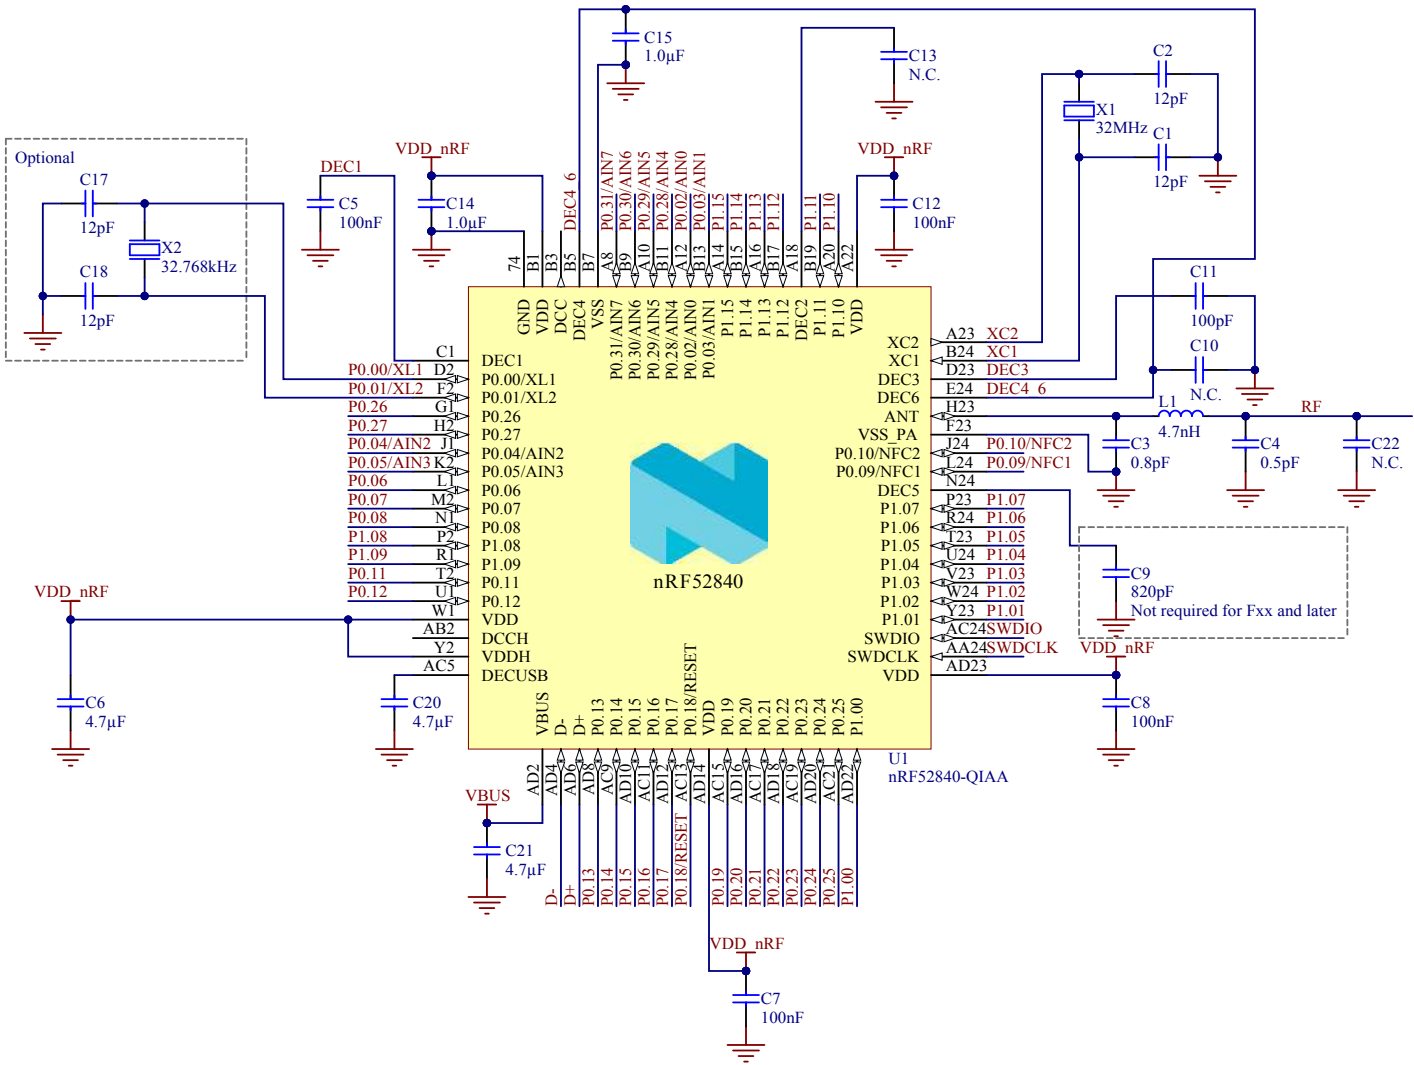 C15
1.0µF
C13
N.C.
C2
12pF
X1
32MHz
C1
12pF
Optional
C17
12pF
X2
32.768kHz
C18
12pF
DEC1
C5
100nF
VDD_nRF
C14
1.0µF
DEC4_6
P0.31/AIN7
P0.30/AIN6
P0.29/AIN5
P0.28/AIN4
P0.02/AIN0
P0.03/AIN1
P1.15
P1.14
P1.13
P1.12
P1.11
P1.10
VDD_nRF
C12
100nF
74
B1
B3
B5
B7
A8
B9
A10
B11
A12
B13
A14
B15
A16
B17
A18
B19
A20
A22
GND
VDD
DCC
DEC4
VSS
P0.31/AIN7
P0.30/AIN6
P0.29/AIN5
P0.28/AIN4
P0.02/AIN0
P0.03/AIN1
P1.15
P1.14
P1.13
P1.12
DEC2
P1.11
P1.10
VDD
C11
100pF
C10
N.C.
C1 DEC1
P0.00/XL1 D2 P0.00/XL1
P0.01/XL2 F2 P0.01/XL2
P0.26 G1 P0.26
P0.27 H2 P0.27
P0.04/AIN2 J1 P0.04/AIN2
P0.05/AIN3 K2 P0.05/AIN3
P0.06 L1 P0.06
P0.07 M2 P0.07
P0.08 N1 P0.08
P1.08 P2 P1.08
P1.09 R1 P1.09
P0.11 T2 P0.11
P0.12 U1 P0.12
W1 VDD
AB2 DCCH
Y2 VDDH
AC5 DECUSB
XC2 A23 XC2
XC1 B24 XC1
DEC3 D23 DEC3
DEC6 E24 DEC4_6
ANT H23
VSS_PA F23
P0.10/NFC2 J24 P0.10/NFC2
P0.09/NFC1 L24 P0.09/NFC1
DEC5 N24
P1.07 P23 P1.07
P1.06 R24 P1.06
P1.05 T23 P1.05
P1.04 U24 P1.04
P1.03 V23 P1.03
P1.02 W24 P1.02
P1.01 Y23 P1.01
SWDIO AC24 SWDIO
SWDCLK AA24 SWDCLK
VDD AD23
L1
4.7nH
RF
C3
0.8pF
C4
0.5pF
C22
N.C.
C9
820pF
Not required for Fxx and later
VDD_nRF
C8
100nF
nRF52840
VDD_nRF
C6
4.7µF
C20
4.7µF
VBUS
D-
D+
P0.13
P0.14
P0.15
P0.16
P0.17
P0.18/RESET
VDD
P0.19
P0.20
P0.21
P0.22
P0.23
P0.24
P0.25
P1.00
U1
nRF52840-QIAA
AD2
AD4
AD6
AD8
AC9
AD10
AC11
AD12
AC13
AD14
AC15
AD16
AC17
AD18
AC19
AD20
AC21
AD22
VBUS
C21
4.7µF
D-
D+
P0.13
P0.14
P0.15
P0.16
P0.17
P0.18/RESET
P0.19
P0.20
P0.21
P0.22
P0.23
P0.24
P0.25
P1.00
VDD_nRF
C7
100nF